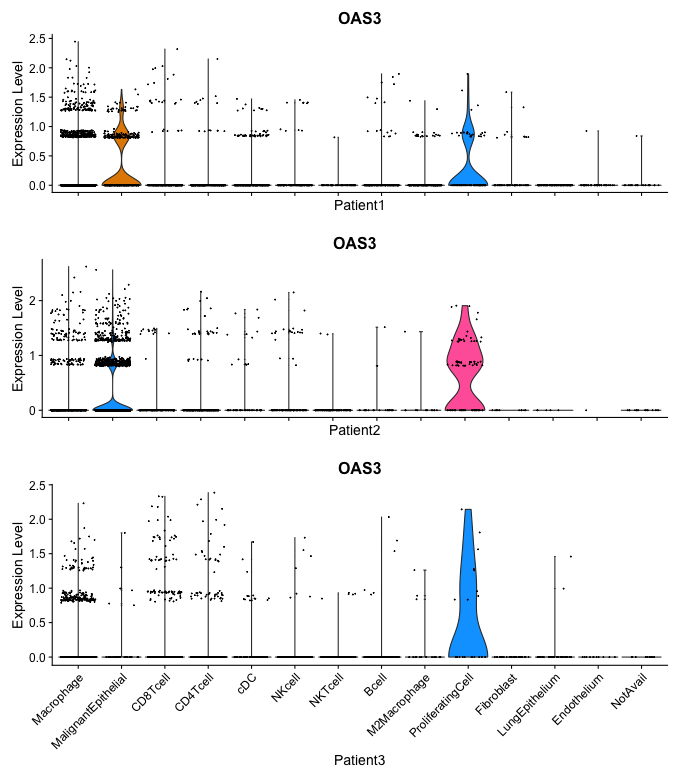 OAS3
Expression Level
2.5
2.0
1.5
1.0
0.5
0.0
Patient1
OAS3
Expression Level
2
1
0
Patient2
OAS3
Expression Level
2.5
2.0
1.5
1.0
0.5
0.0
Macrophage
MalignantEpithelial
CD8Tcell
CD4Tcell
cDC
NKcell
NKTcell
Bcell
M2Macrophage
ProliferatingCell
Fibroblast
LungEpithelium
Endothelium
NotAvail
Patient3